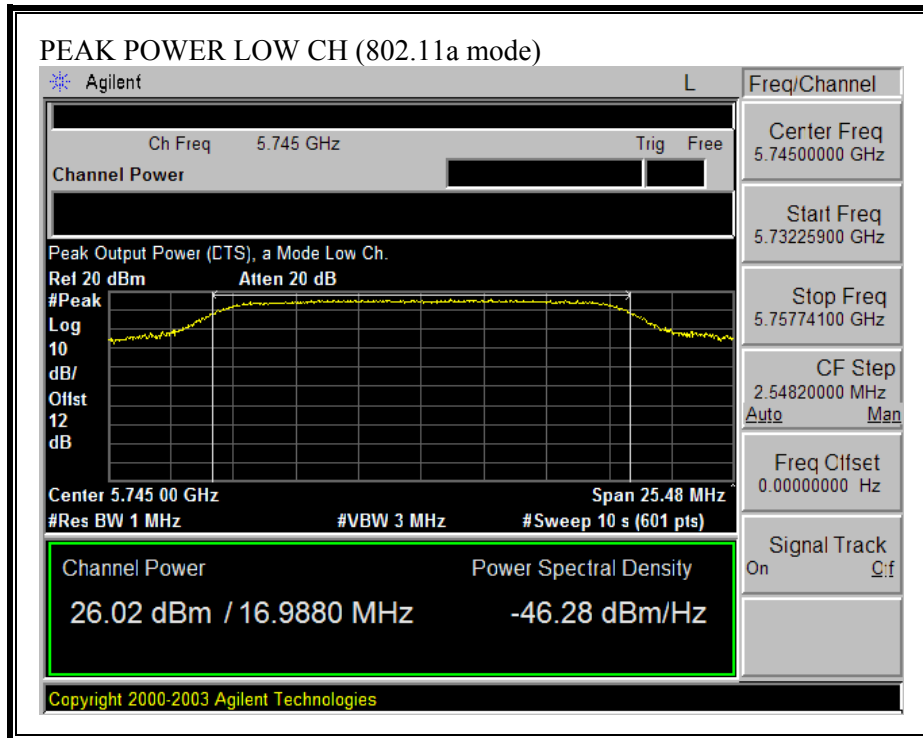 PEAK POWER LOW CH (802.11a mode)
Agilent L Freq/Channel
Ch Freq 5.745 GHz Trig Free
Channel Power
Peak Output Power (DTS), a Mode Low Ch.
Ref 20 dBm Atten 20 dB
#Peak
Log
10
dB/
Offst
12
dB
Center 5.745 00 GHz Span 25.48 MHz
#Res BW 1 MHz #VBW 3 MHz #Sweep 10 s (601 pts)
Channel Power Power Spectral Density
26.02 dBm / 16.9880 MHz -46.28 dBm/Hz
Copyright 2000-2003 Agilent Technologies
Center Freq
5.74500000 GHz
Start Freq
5.73225900 GHz
Stop Freq
5.75774100 GHz
CF Step
2.54820000 MHz
Auto Man
Freq Offset
0.00000000 Hz
Signal Track
On Off